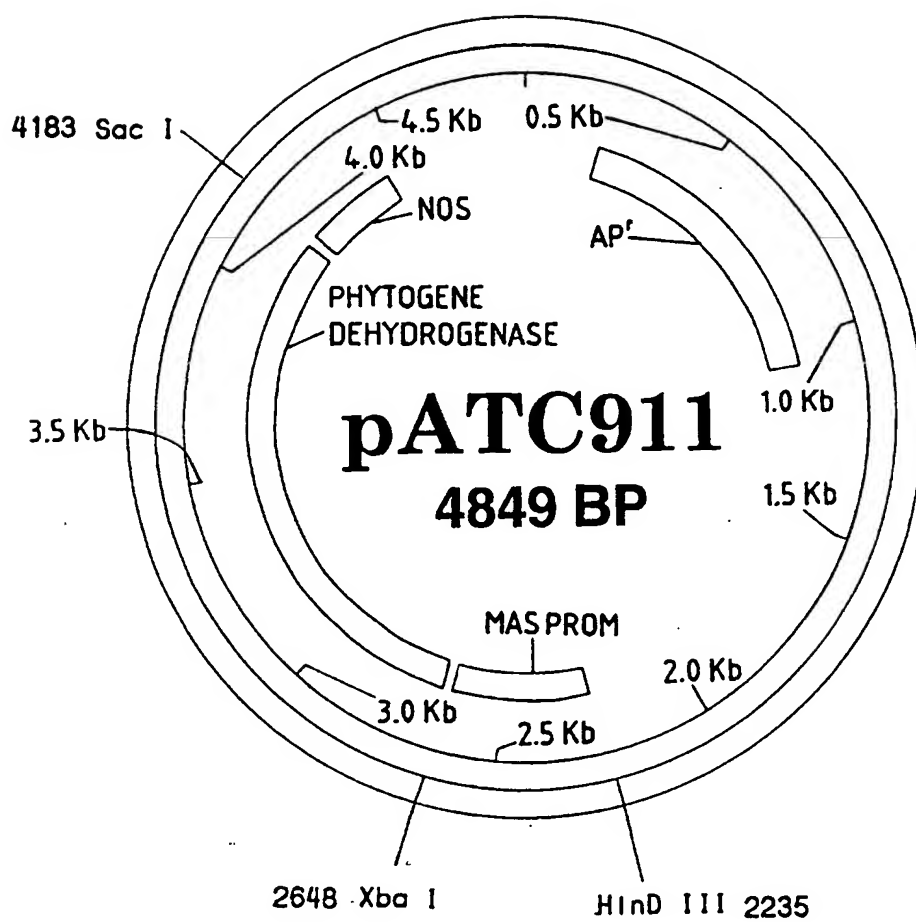 4183 Sac I
4.5 Kb
0.5 Kb
4.0 Kb
NOS
APr
PHYTOGENE
DEHYDROGENASE
pATC911
4849 BP
1.0 Kb
3.5 Kb
1.5 Kb
MAS PROM
2.0 Kb
3.0 Kb
2.5 Kb
2648 Xba I
HinD III 2235